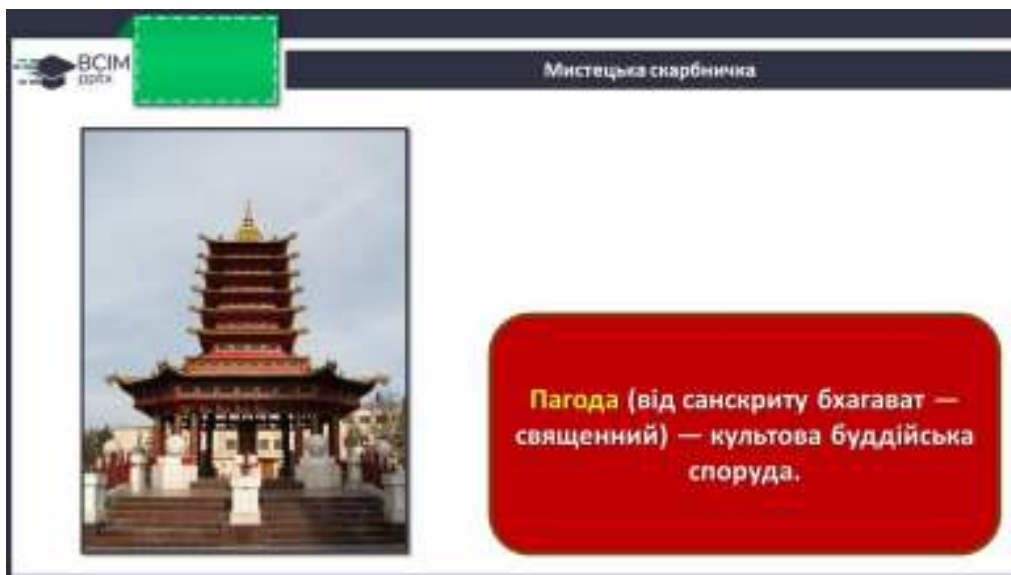 ВСІМ
pptx
Мистецька скарбничка
Пагода (від санскриту бхагават —
священний) — культова буддійська
споруда.